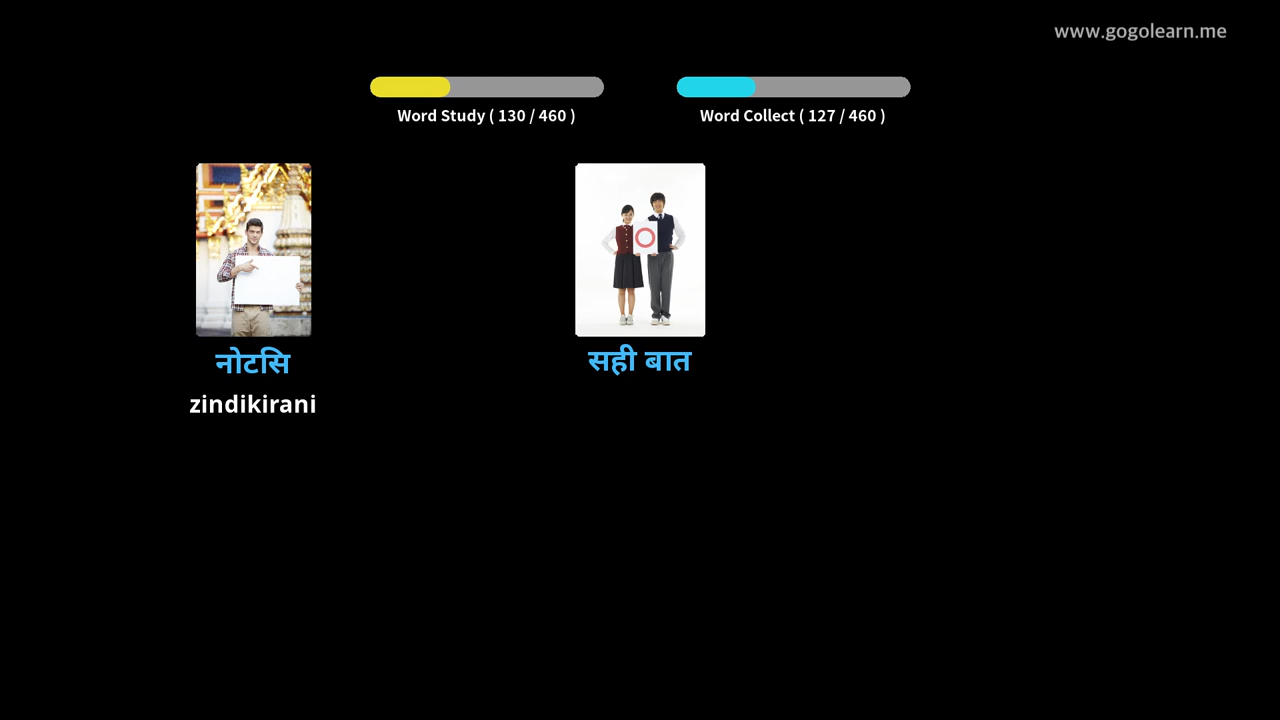 www.gogolearn.me
Word Study ( 130 / 460 )
Word Collect ( 127 / 460 )
नोटसि
सही बात
zindikirani